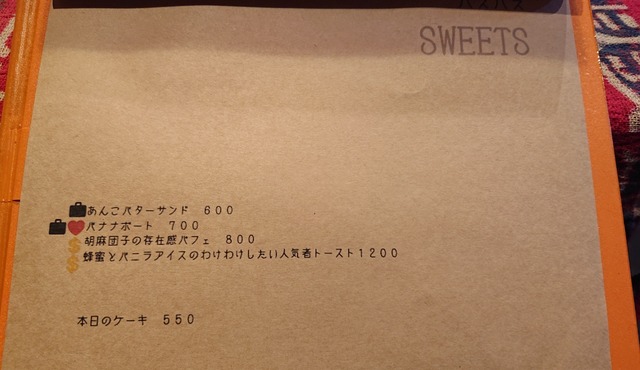 SWEETS
あんこバターサンド 600
バナナボート 700
胡麻団子の存在感パフェ 800
蜂蜜とバニラアイスのわけわけしたい人気者トースト1200
本日のケーキ 550